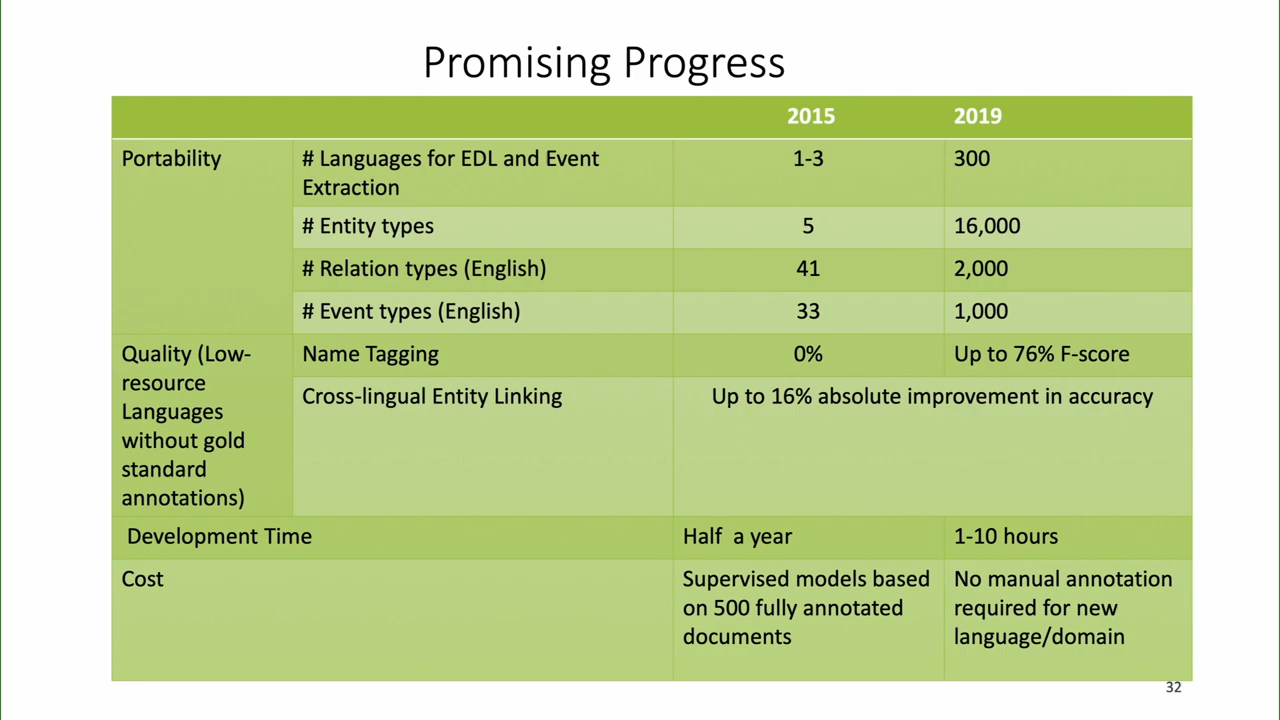 Promising Progress
2015 2019
Portability # Languages for EDL and Event 1-3 300
Extraction
# Entity types 5 16,000
# Relation types (English) 41 2,000
# Event types (English) 33 1,000
Quality (Low- Name Tagging 0% Up to 76% F-score
resource Cross-lingual Entity Linking Up to 16% absolute improvement in accuracy
Languages
without gold
standard
annotations)
Development Time Half a year 1-10 hours
Cost Supervised models based No manual annotation
on 500 fully annotated required for new
documents language/domain
32